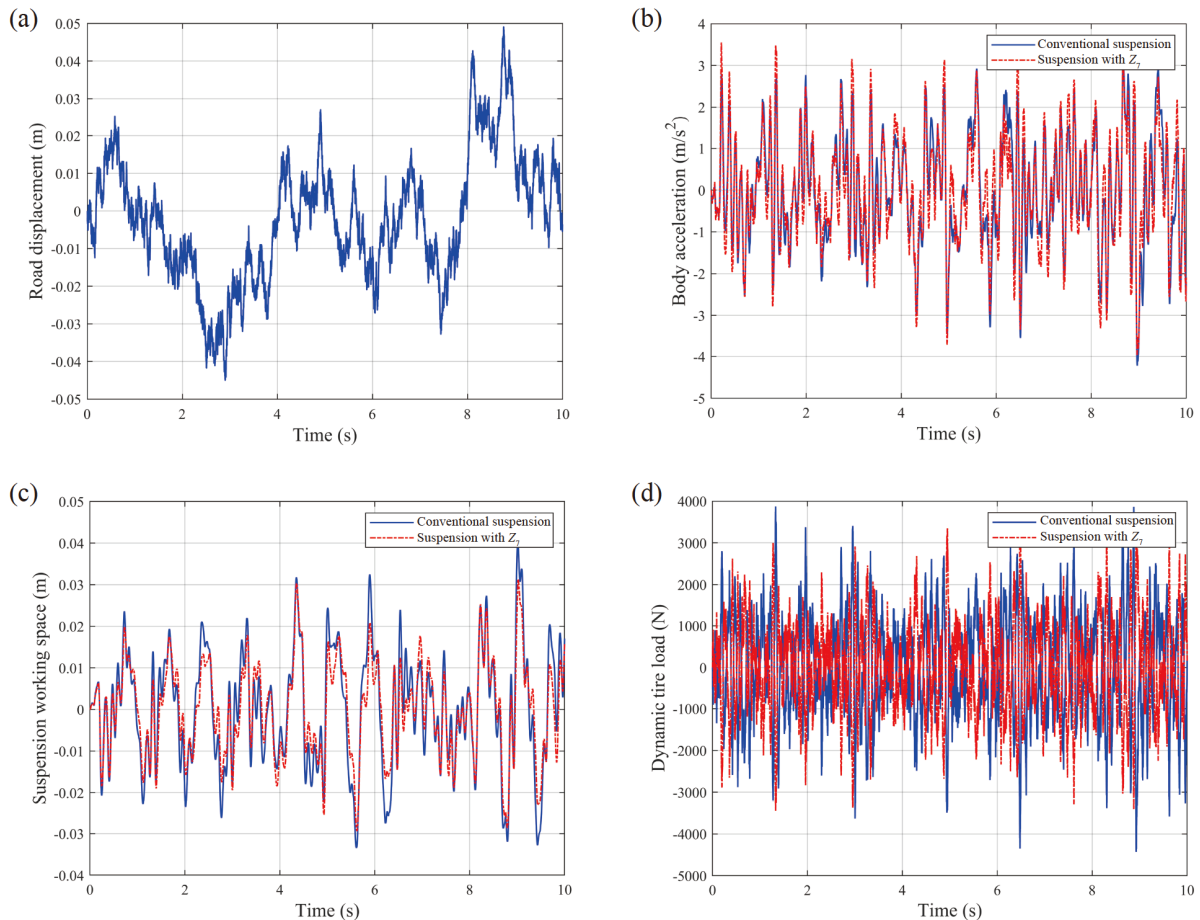 (a)
0.05
0.04
0.03
0.02
0.01
0
-0.01
-0.02
-0.03
-0.04
-0.05
Road displacement (m)
0 2 4 6 8 10
Time (s)
(b)
Conventional suspension
Suspension with Z7
4
3
2
1
0
-1
-2
-3
-4
-5
Body acceleration (m/s²)
0 2 4 6 8 10
Time (s)
(c)
Conventional suspension
Suspension with Z7
0.05
0.04
0.03
0.02
0.01
0
-0.01
-0.02
-0.03
-0.04
Suspension working space (m)
0 2 4 6 8 10
Time (s)
(d)
Conventional suspension
Suspension with Z7
4000
3000
2000
1000
0
-1000
-2000
-3000
-4000
-5000
Dynamic tire load (N)
0 2 4 6 8 10
Time (s)